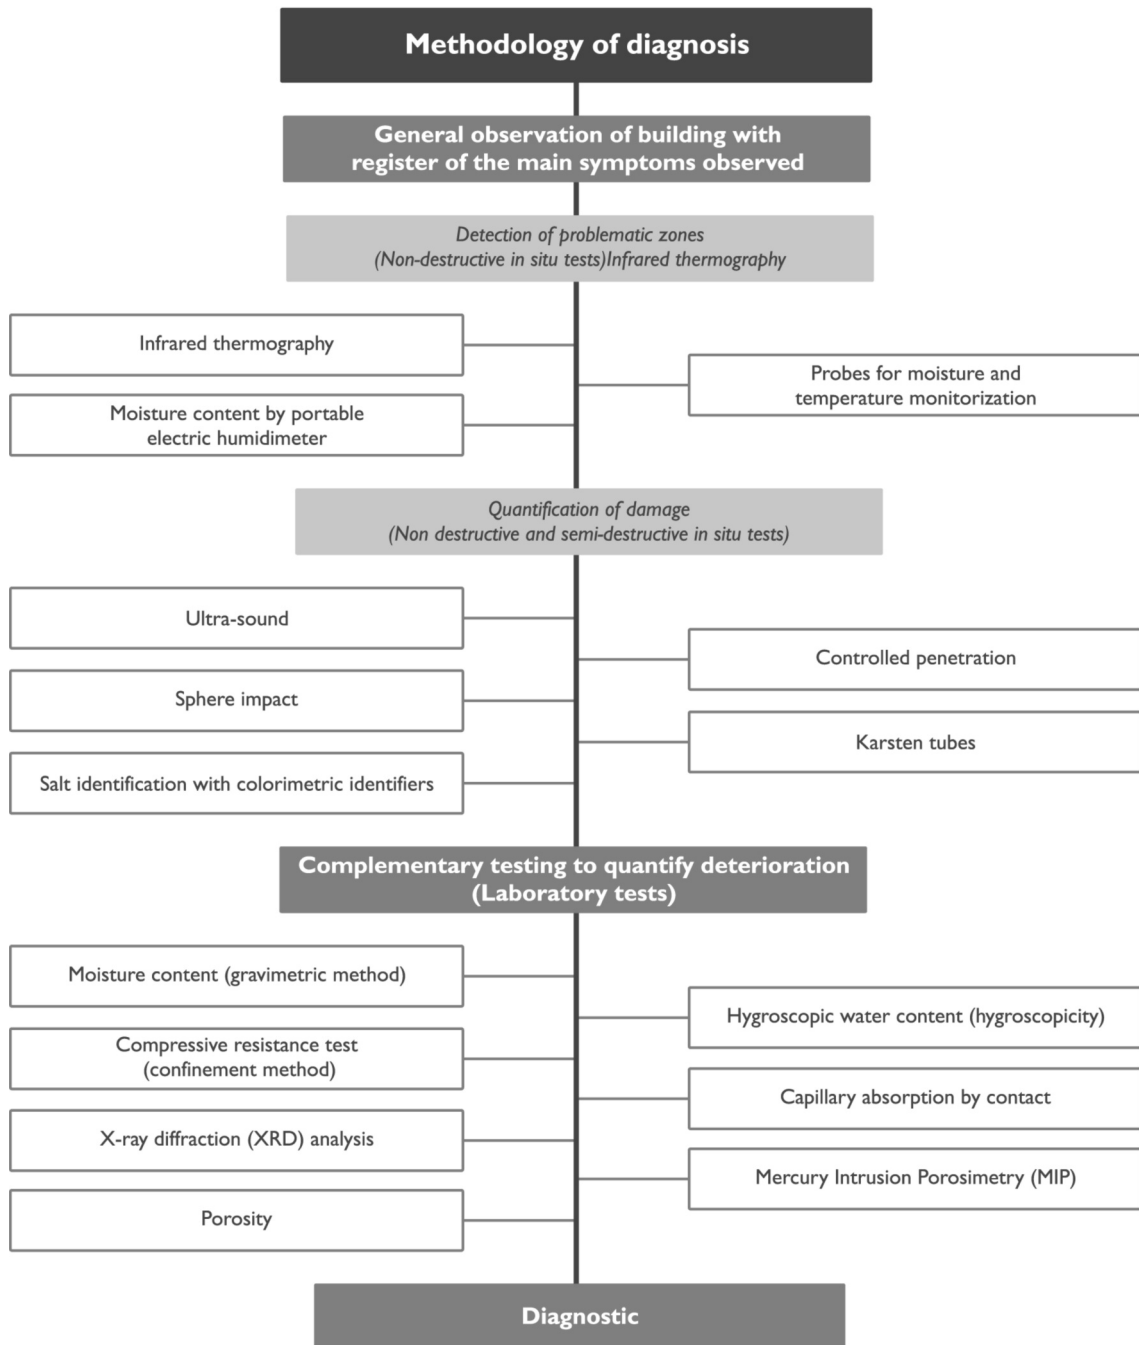 Methodology of diagnosis
General observation of building with
register of the main symptoms observed
Detection of problematic zones
(Non-destructive in situ tests)Infrared thermography
Infrared thermography
Probes for moisture and
temperature monitorization
Moisture content by portable
electric humidimeter
Quantification of damage
(Non destructive and semi-destructive in situ tests)
Ultra-sound
Controlled penetration
Sphere impact
Karsten tubes
Salt identification with colorimetric identifiers
Complementary testing to quantify deterioration
(Laboratory tests)
Moisture content (gravimetric method)
Hygroscopic water content (hygroscopicity)
Compressive resistance test
(confinement method)
Capillary absorption by contact
X-ray diffraction (XRD) analysis
Mercury Intrusion Porosimetry (MIP)
Porosity
Diagnostic